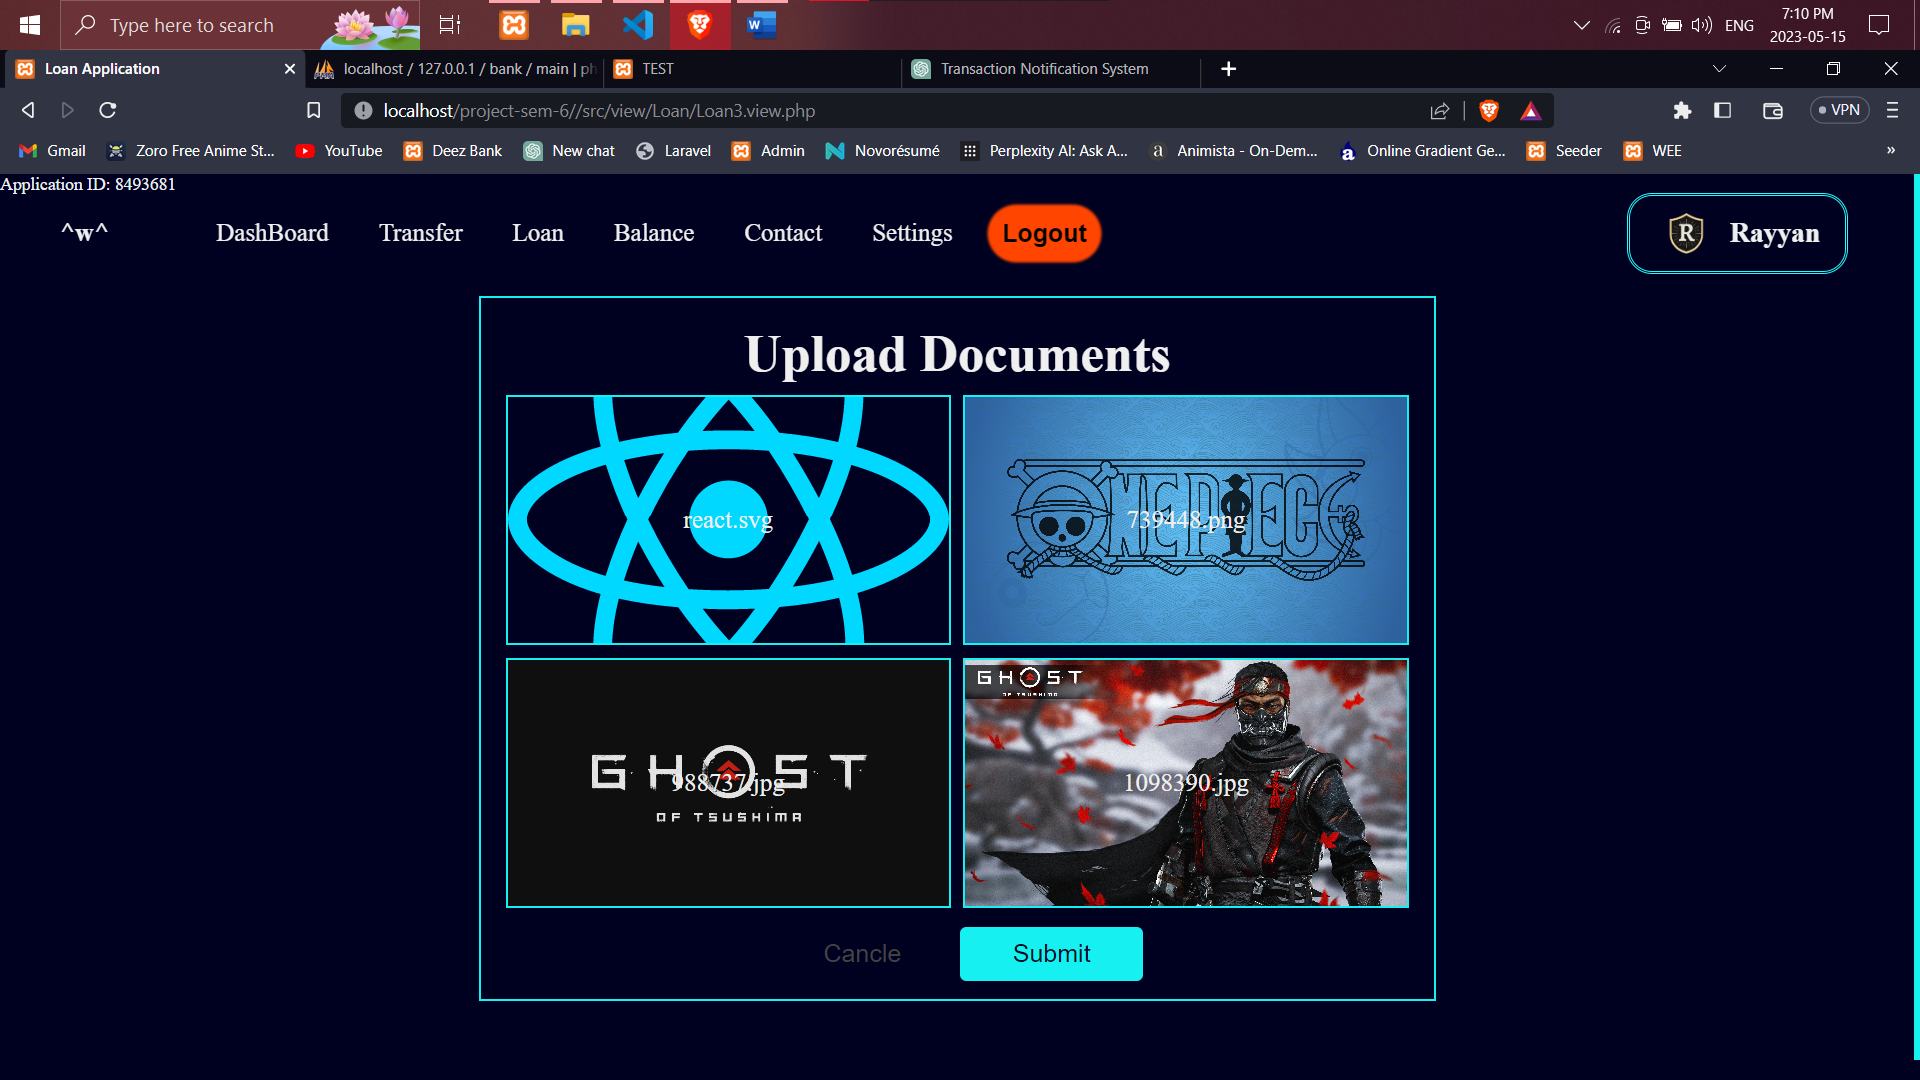 Type here to search
ENG
7:10 PM
2023-05-15
Loan Application
localhost / 127.0.0.1 / bank / main | ph
TEST
Transaction Notification System
localhost/project-sem-6//src/view/Loan/Loan3.view.php
VPN
Gmail
Zoro Free Anime St...
YouTube
Deez Bank
New chat
Laravel
Admin
Novorésumé
Perplexity AI: Ask A...
Animista - On-Dem...
Online Gradient Ge...
Seeder
WEE
»
Application ID: 8493681
^w^
DashBoard
Transfer
Loan
Balance
Contact
Settings
Logout
R
Rayyan
Upload Documents
react.svg
ONE PIECE
739448.png
GHOST
OF TSUSHIMA
988737.jpg
GHOST
OF TSUSHIMA
1098390.jpg
Cancle
Submit